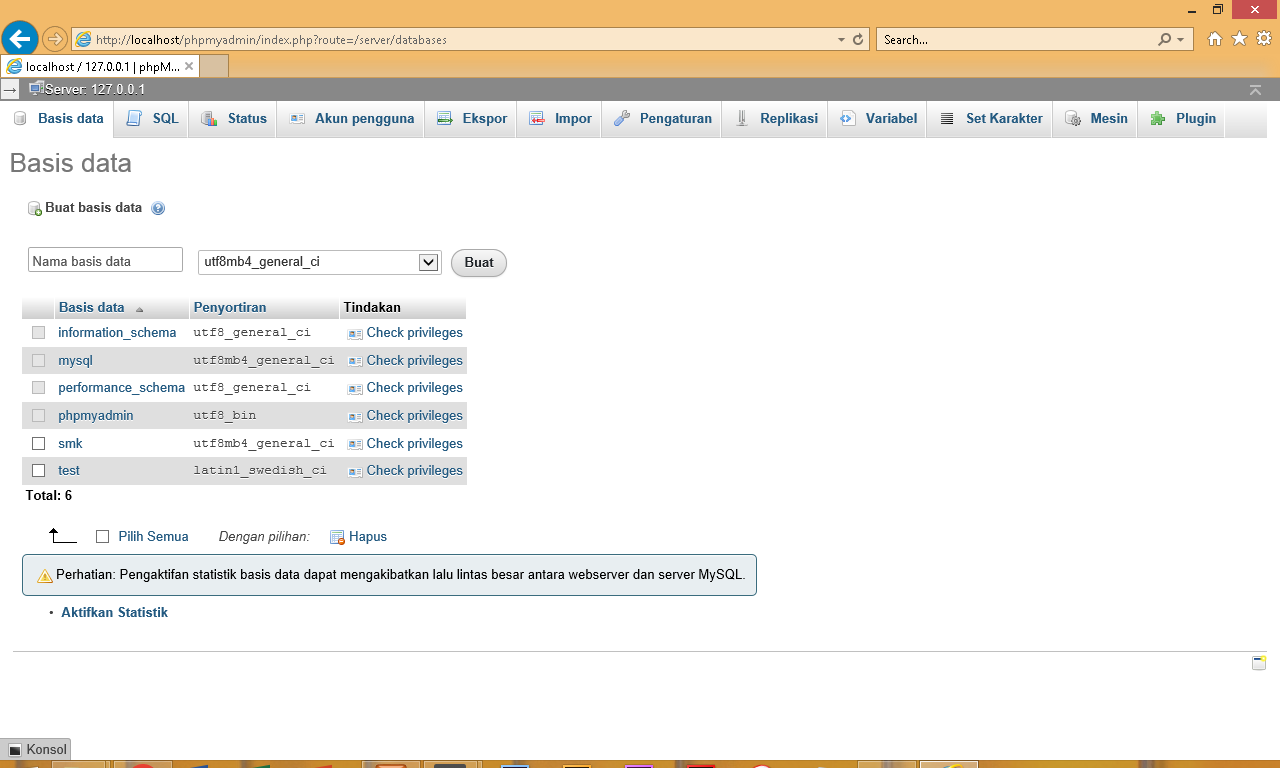 http://localhost/phpmyadmin/index.php?route=/server/databases
Search...
localhost / 127.0.0.1 | phpM...
Server: 127.0.0.1
Basis data SQL Status Akun pengguna Ekspor Impor Pengaturan Replikasi Variabel Set Karakter Mesin Plugin
Basis data
Buat basis data
Nama basis data utf8mb4_general_ci Buat
Basis data Penyortiran Tindakan
information_schema utf8_general_ci Check privileges
mysql utf8mb4_general_ci Check privileges
performance_schema utf8_general_ci Check privileges
phpmyadmin utf8_bin Check privileges
smk utf8mb4_general_ci Check privileges
test latin1_swedish_ci Check privileges
Total: 6
Pilih Semua Dengan pilihan: Hapus
Perhatian: Pengaktifan statistik basis data dapat mengakibatkan lalu lintas besar antara webserver dan server MySQL.
• Aktifkan Statistik
Konsol